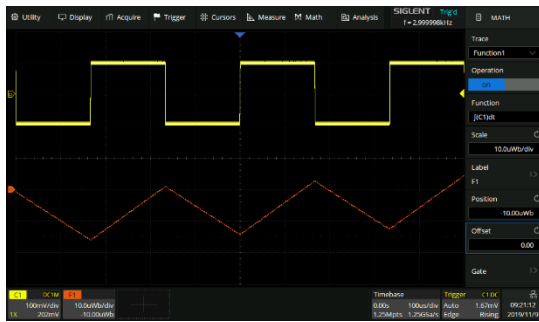 Utility Display Acquire Trigger Cursors Measure Math Analysis
SIGLENT Trig'd
f = 2.999998kHz
MATH
Trace
Function1
Operation
on
Function
∫(C1)dt
Scale
10.0uWb/div
Label
F1
Position
-10.00uWb
Offset
0.00
Gate
C1 DC1M
100mV/div
1X 202mV
F1
10.0uWb/div
-10.00uWb
Timebase
0.00s 100us/div
1.25Mpts 1.25GSa/s
Trigger C1 DC
Auto 1.67mV
Edge Rising
09:21:12
2019/11/9